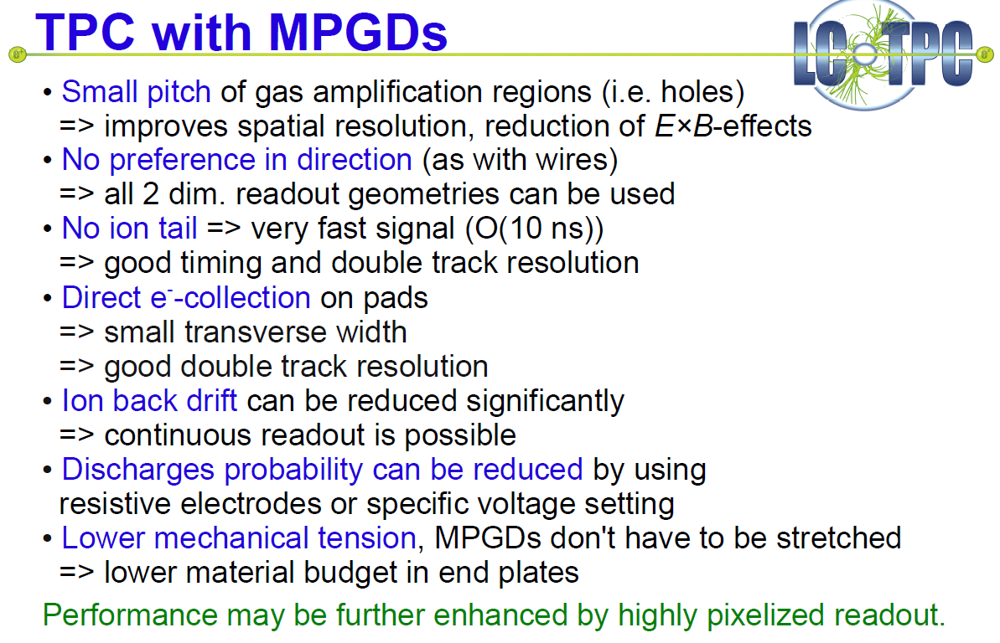 TPC with MPGDs
LC TPC
e⁺ e⁻
• Small pitch of gas amplification regions (i.e. holes)
=> improves spatial resolution, reduction of E×B-effects
• No preference in direction (as with wires)
=> all 2 dim. readout geometries can be used
• No ion tail => very fast signal (O(10 ns))
=> good timing and double track resolution
• Direct e⁻-collection on pads
=> small transverse width
=> good double track resolution
• Ion back drift can be reduced significantly
=> continuous readout is possible
• Discharges probability can be reduced by using
resistive electrodes or specific voltage setting
• Lower mechanical tension, MPGDs don't have to be stretched
=> lower material budget in end plates
Performance may be further enhanced by highly pixelized readout.